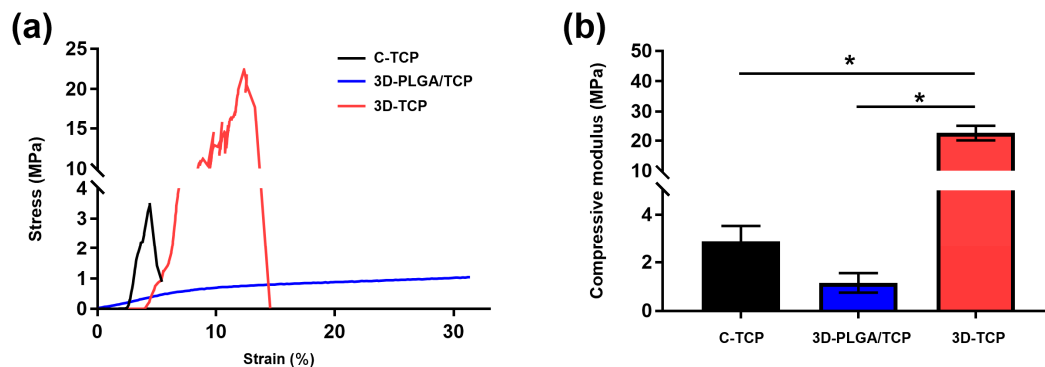 (a)
Stress (MPa)
25
20
15
10
4
3
2
1
0
0
10
20
30
Strain (%)
C-TCP
3D-PLGA/TCP
3D-TCP
(b)
Compressive modulus (MPa)
50
40
30
20
10
4
2
0
*
*
C-TCP
3D-PLGA/TCP
3D-TCP